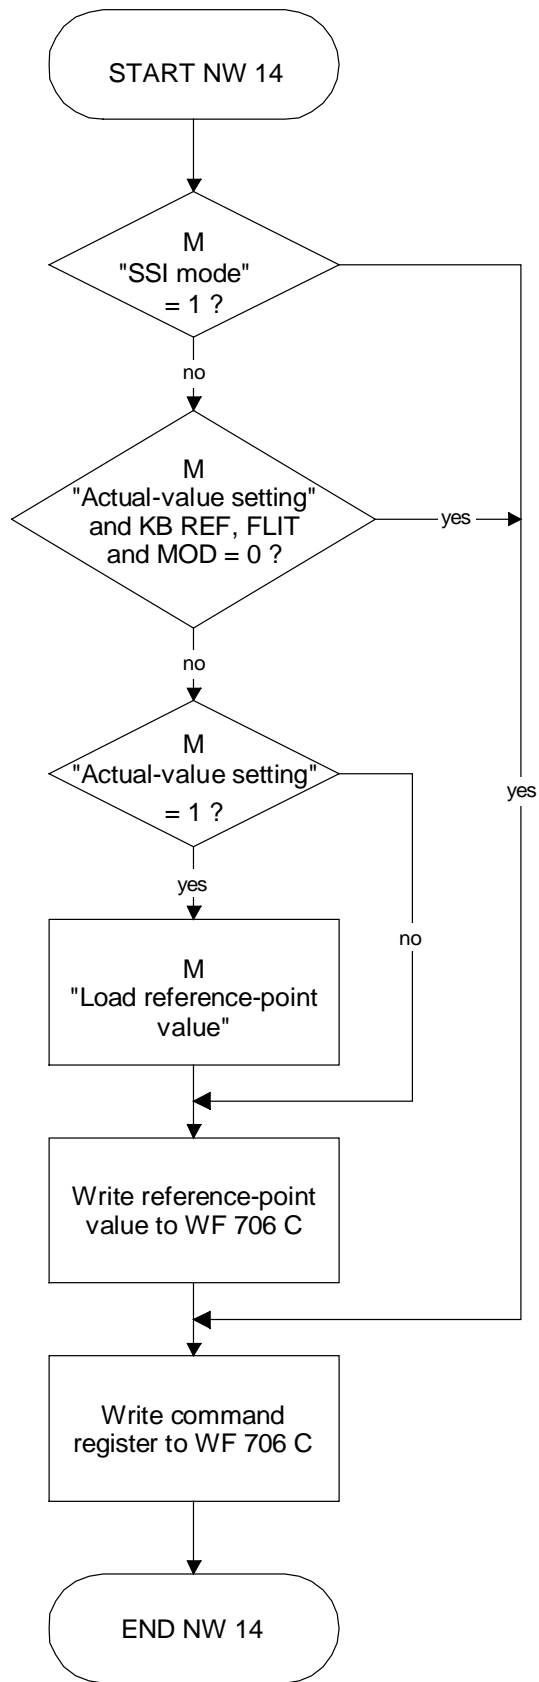 START NW 14
M
"SSI mode"
= 1 ?
no
M
"Actual-value setting"
and KB REF, FLIT
and MOD = 0 ?
yes
no
M
"Actual-value setting"
= 1 ?
yes
yes
no
M
"Load reference-point
value"
Write reference-point
value to WF 706 C
Write command
register to WF 706 C
END NW 14